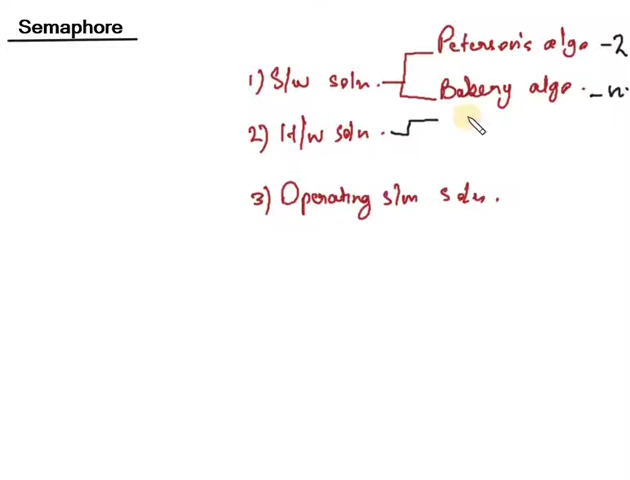 Semaphore
Peterson's algo - 2
1) S/w soln.
Bakery algo. - n.
2) H/w soln.
3) Operating s/m soln.